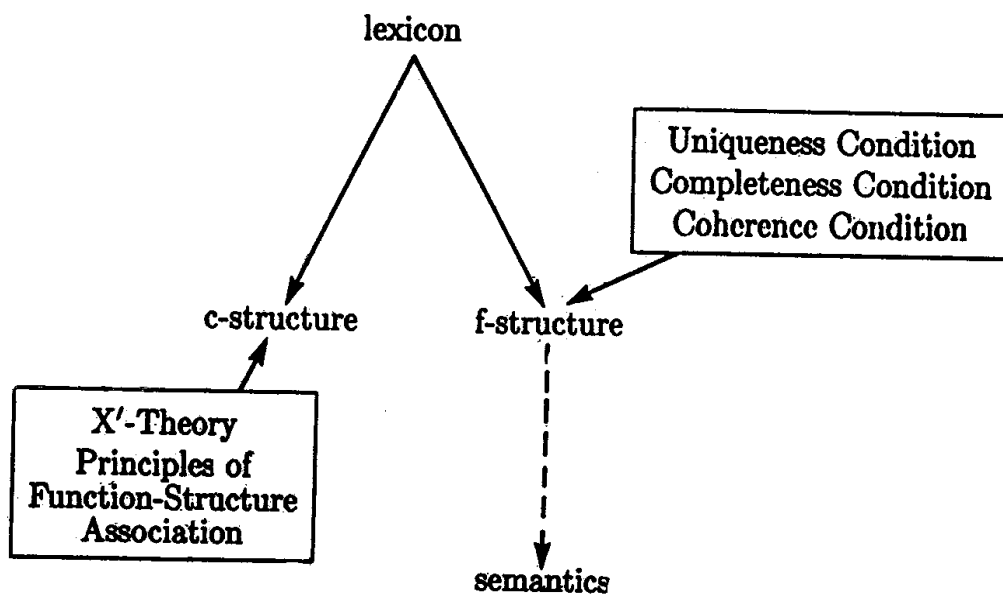 lexicon
Uniqueness Condition
Completeness Condition
Coherence Condition
c-structure
f-structure
X′-Theory
Principles of
Function-Structure
Association
semantics